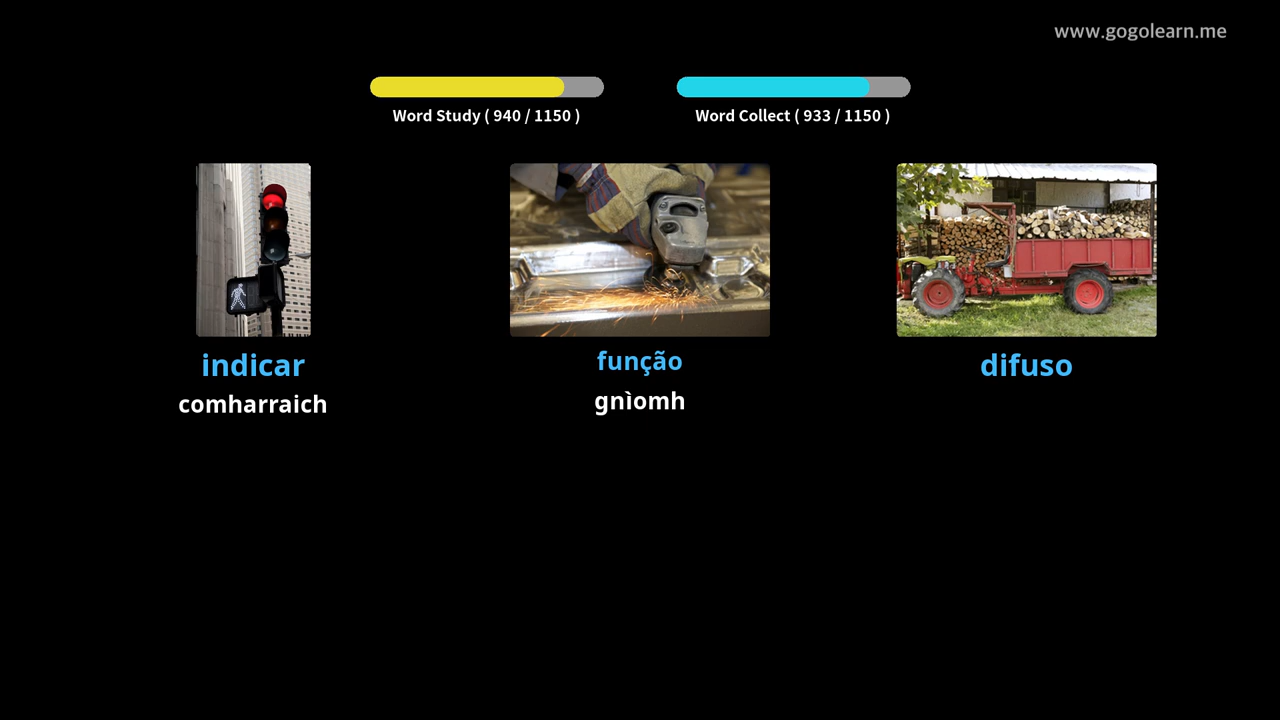 www.gogolearn.me
Word Study ( 940 / 1150 )
Word Collect ( 933 / 1150 )
indicar
comharraich
função
gnìomh
difuso